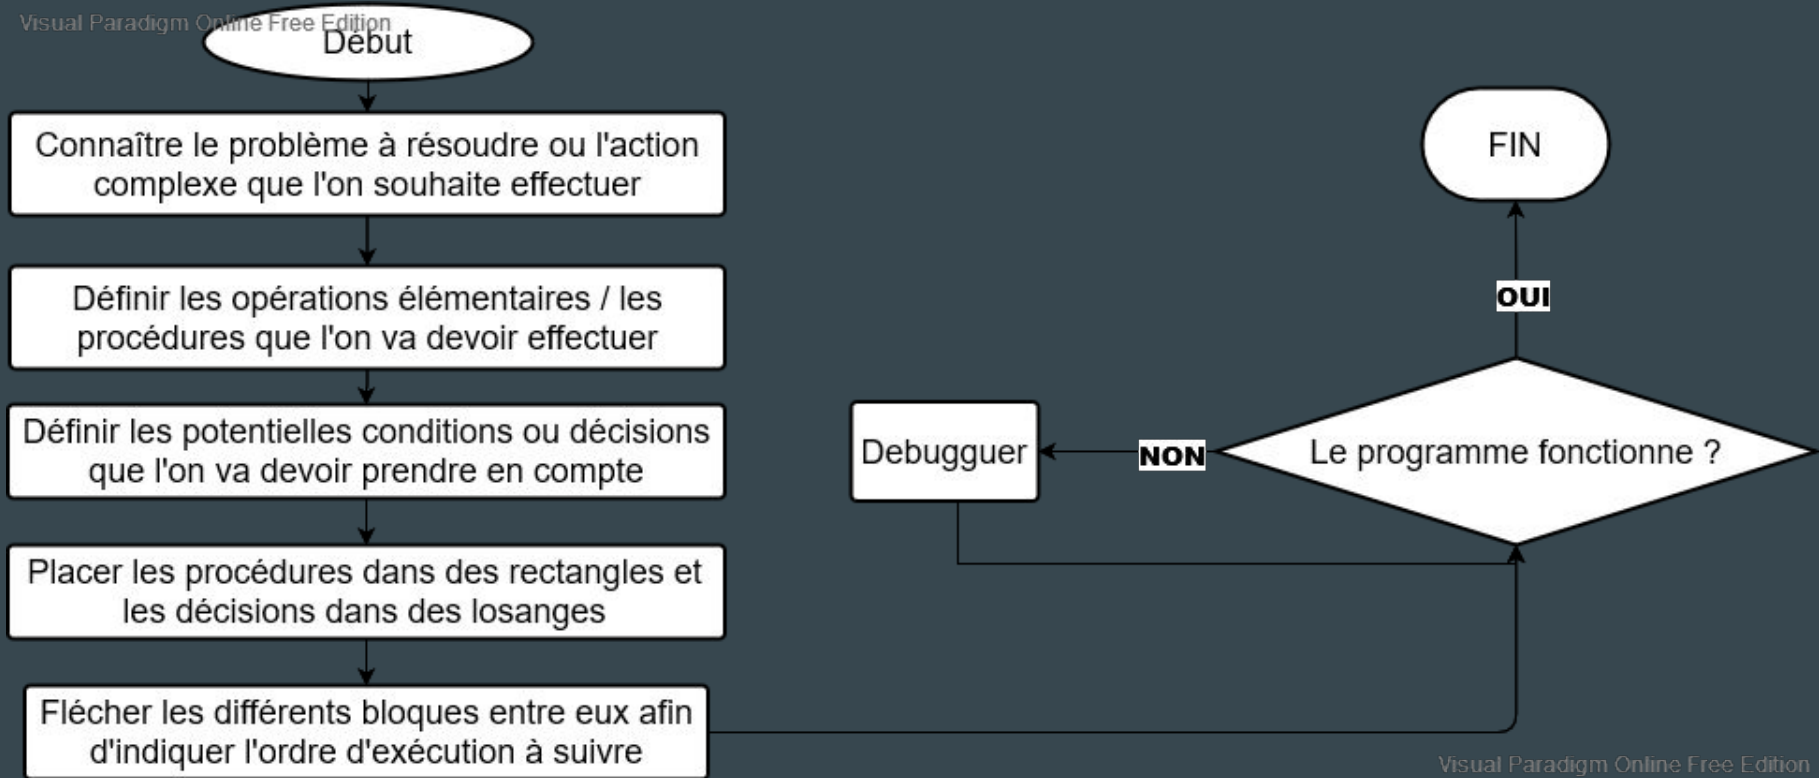 Visual Paradigm Online Free Edition
Début
Connaître le problème à résoudre ou l'action
complexe que l'on souhaite effectuer
Définir les opérations élémentaires / les
procédures que l'on va devoir effectuer
Définir les potentielles conditions ou décisions
que l'on va devoir prendre en compte
Placer les procédures dans des rectangles et
les décisions dans des losanges
Flécher les différents bloques entre eux afin
d'indiquer l'ordre d'exécution à suivre
Le programme fonctionne ?
NON
Debugguer
OUI
FIN
Visual Paradigm Online Free Edition